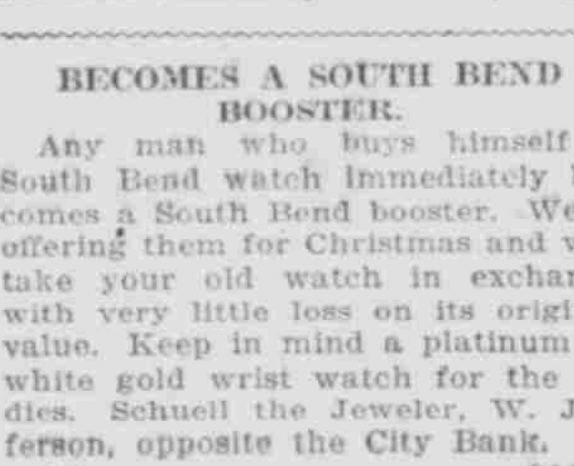 BECOMES A SOUTH BEND
BOOSTER.
Any man who buys himself
South Bend watch immediately
comes a South Bend booster. We
offering them for Christmas and
take your old watch in exchan
with very little loss on its origi
value. Keep in mind a platinum
white gold wrist watch for the
dies. Schuell the Jeweler, W. J
ferson, opposite the City Bank.